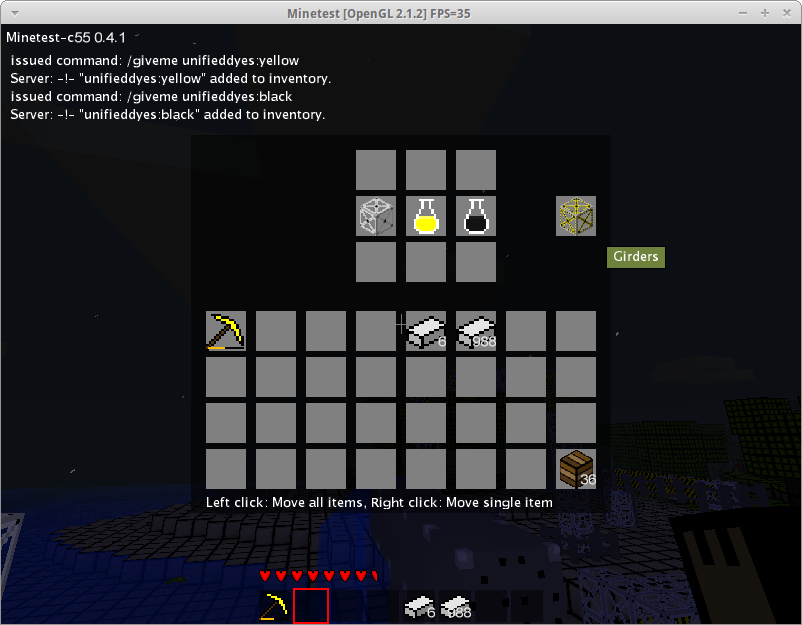 Minetest [OpenGL 2.1.2] FPS=35
Minetest-c55 0.4.1
issued command: /giveme unifieddyes:yellow
Server: -!- "unifieddyes:yellow" added to inventory.
issued command: /giveme unifieddyes:black
Server: -!- "unifieddyes:black" added to inventory.
Girders
6 988
36
Left click: Move all items, Right click: Move single item
6 988